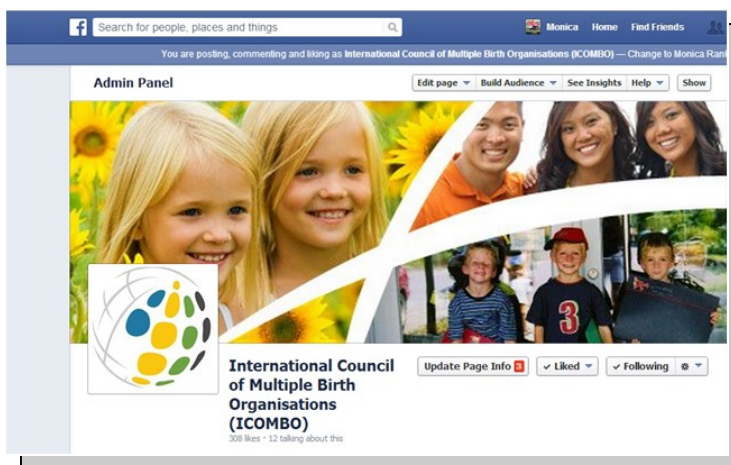 Search for people, places and things
Monica Home Find Friends
You are posting, commenting and liking as International Council of Multiple Birth Organisations (ICOMBO) — Change to Monica Rank
Admin Panel
Edit page Build Audience See Insights Help Show
3
International Council
of Multiple Birth
Organisations
(ICOMBO)
Update Page Info 3 Liked Following
308 likes · 12 talking about this